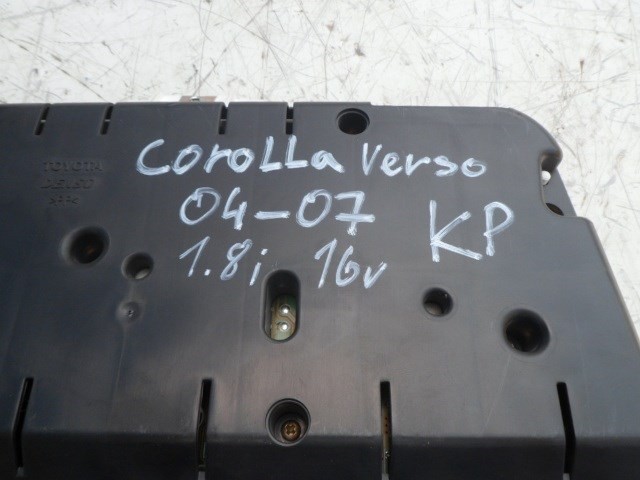 corolla verso
04-07 KP
1.8i 16v
TOYOTA